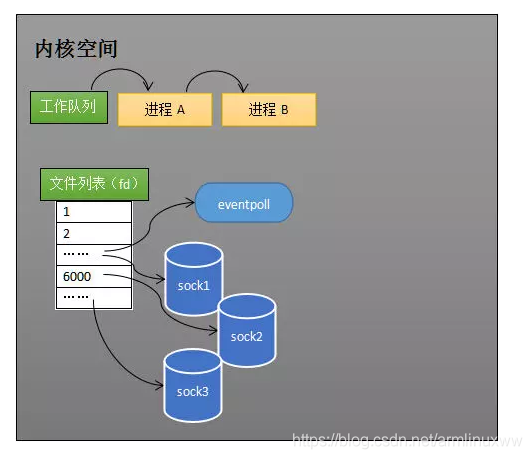 内核空间
工作队列
进程 A
进程 B
文件列表（fd）
1
2
……
6000
……
eventpoll
sock1
sock2
sock3
https://blog.csdn.net/armlinuxww